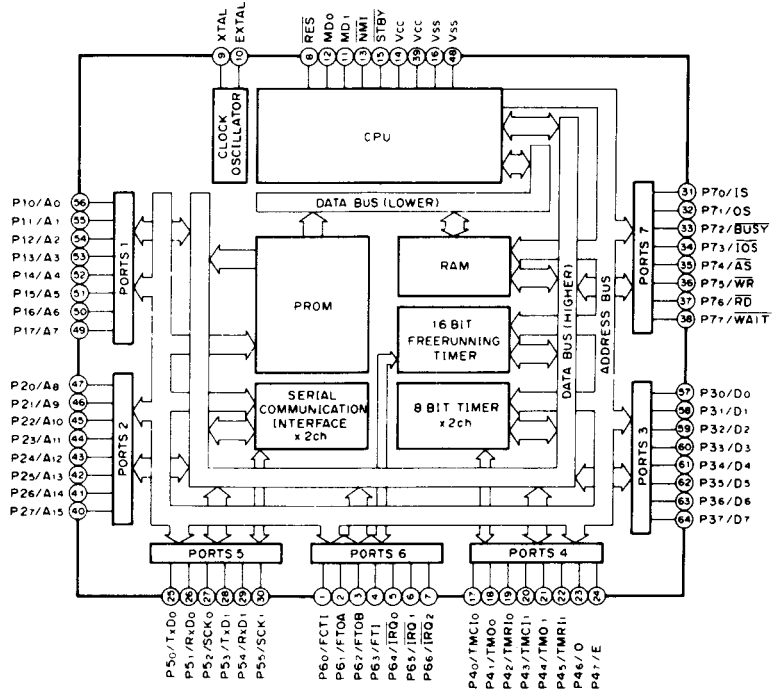 XTAL
EXTAL
RES
MD0
MD1
NMI
STBY
VCC
VCC
VSS
VSS
9
10
8
12
11
13
15
14
39
16
48
CLOCK
OSCILLATOR
CPU
DATA BUS (LOWER)
PROM
RAM
16 BIT
FREERUNNING
TIMER
SERIAL
COMMUNICATION
INTERFACE
x 2ch
8 BIT TIMER
x 2ch
DATA BUS (HIGHER)
ADDRESS BUS
PORTS 1
P10/A0 56
P11/A1 55
P12/A2 54
P13/A3 53
P14/A4 52
P15/A5 51
P16/A6 50
P17/A7 49
PORTS 2
P20/A8 47
P21/A9 46
P22/A10 45
P23/A11 44
P24/A12 43
P25/A13 42
P26/A14 41
P27/A15 40
PORTS 7
31 P70/IS
32 P71/OS
33 P72/BUSY
34 P73/IOS
35 P74/AS
36 P75/WR
37 P76/RD
38 P77/WAIT
PORTS 3
57 P30/D0
58 P31/D1
59 P32/D2
60 P33/D3
61 P34/D4
62 P35/D5
63 P36/D6
64 P37/D7
PORTS 5
25 P50/TxD0
26 P51/RxD0
27 P52/SCK0
28 P53/TxD1
29 P54/RxD1
30 P55/SCK1
PORTS 6
1 P60/FCTI
2 P61/FTOA
3 P62/FTOB
4 P63/FTI
5 P64/IRQ0
6 P65/IRQ1
7 P66/IRQ2
PORTS 4
17 P40/TMCI0
18 P41/TMO0
19 P42/TMRI0
20 P43/TMCI1
21 P44/TMO1
22 P45/TMRI1
23 P46/O
24 P47/E